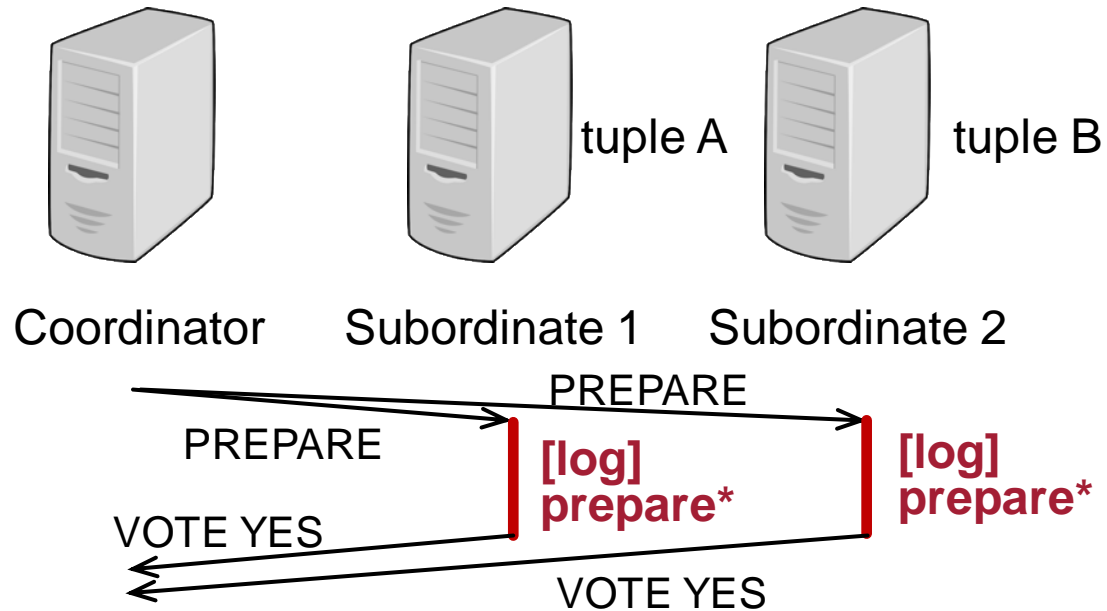 tuple A
tuple B
Coordinator
Subordinate 1
Subordinate 2
PREPARE
PREPARE
[log]
prepare*
[log]
prepare*
VOTE YES
VOTE YES